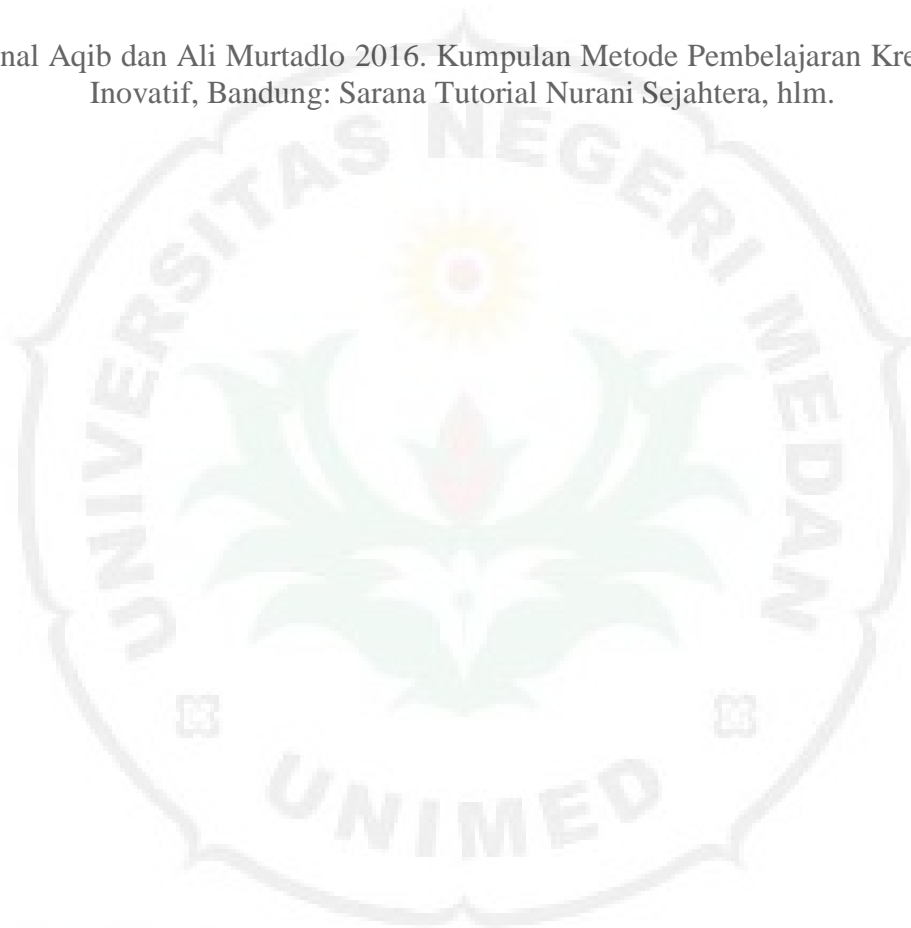 nal Aqib dan Ali Murtadlo 2016. Kumpulan Metode Pembelajaran Kre
Inovatif, Bandung: Sarana Tutorial Nurani Sejahtera, hlm.
UNIVERSITAS NEGERI MEDAN
UNIMED